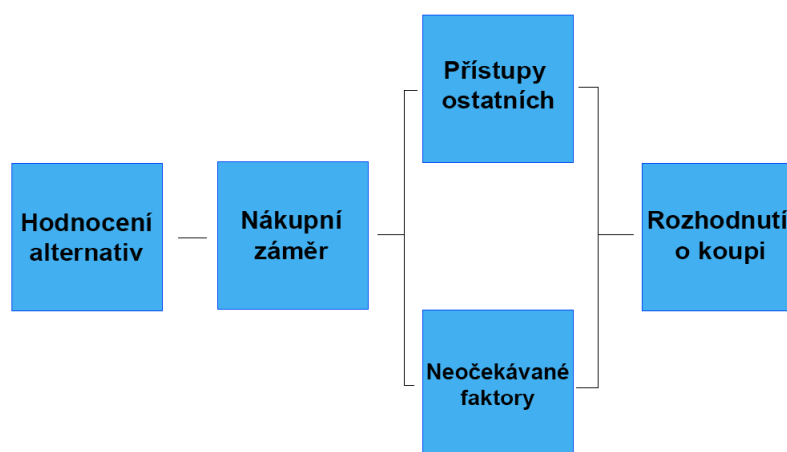 Hodnocení
alternativ
Nákupní
záměr
Přístupy
ostatních
Neočekávané
faktory
Rozhodnutí
o koupi